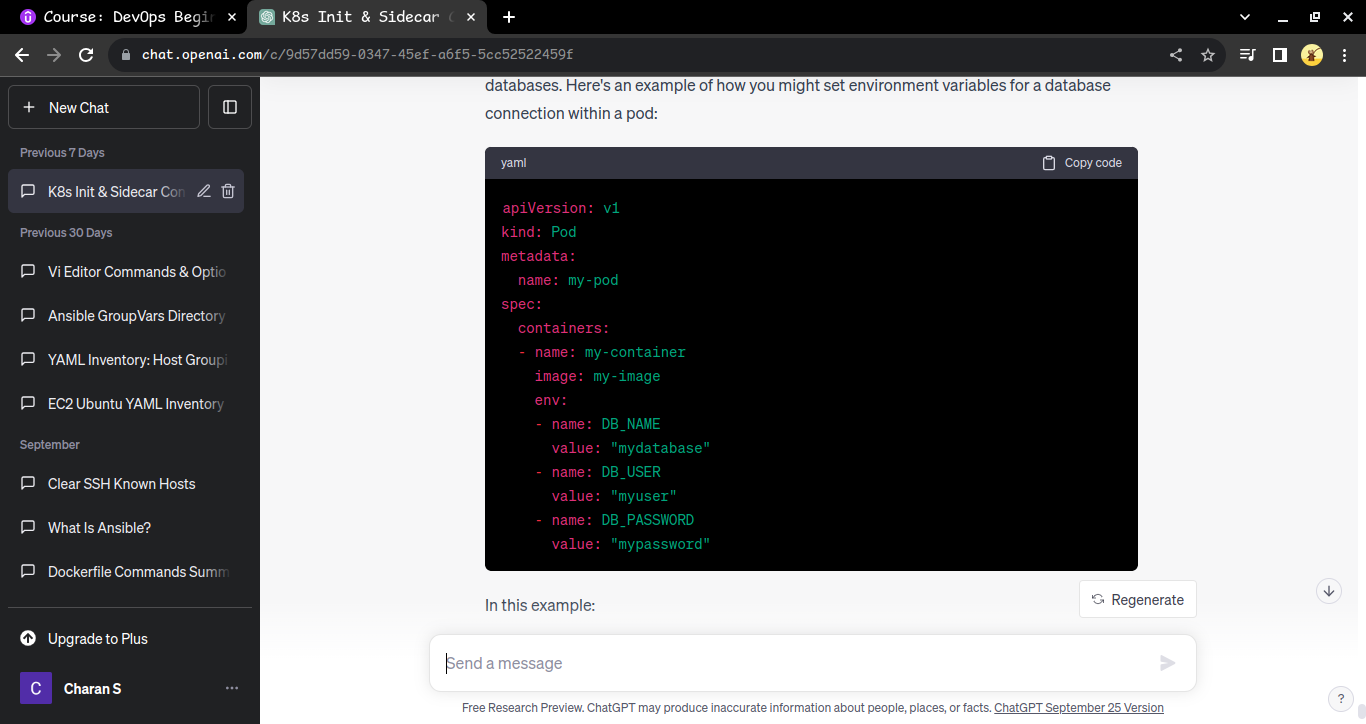 Course: DevOps Begi
K8s Init & Sidecar
chat.openai.com/c/9d57dd59-0347-45ef-a6f5-5cc52522459f
New Chat
Previous 7 Days
K8s Init & Sidecar Con
Previous 30 Days
Vi Editor Commands & Optio
Ansible GroupVars Directory
YAML Inventory: Host Groupi
EC2 Ubuntu YAML Inventory
September
Clear SSH Known Hosts
What Is Ansible?
Dockerfile Commands Summ
Upgrade to Plus
C
Charan S
databases. Here's an example of how you might set environment variables for a database
connection within a pod:
yaml
Copy code
apiVersion: v1
kind: Pod
metadata:
  name: my-pod
spec:
  containers:
  - name: my-container
    image: my-image
    env:
    - name: DB_NAME
      value: "mydatabase"
    - name: DB_USER
      value: "myuser"
    - name: DB_PASSWORD
      value: "mypassword"
In this example:
Regenerate
Send a message
Free Research Preview. ChatGPT may produce inaccurate information about people, places, or facts. ChatGPT September 25 Version
?